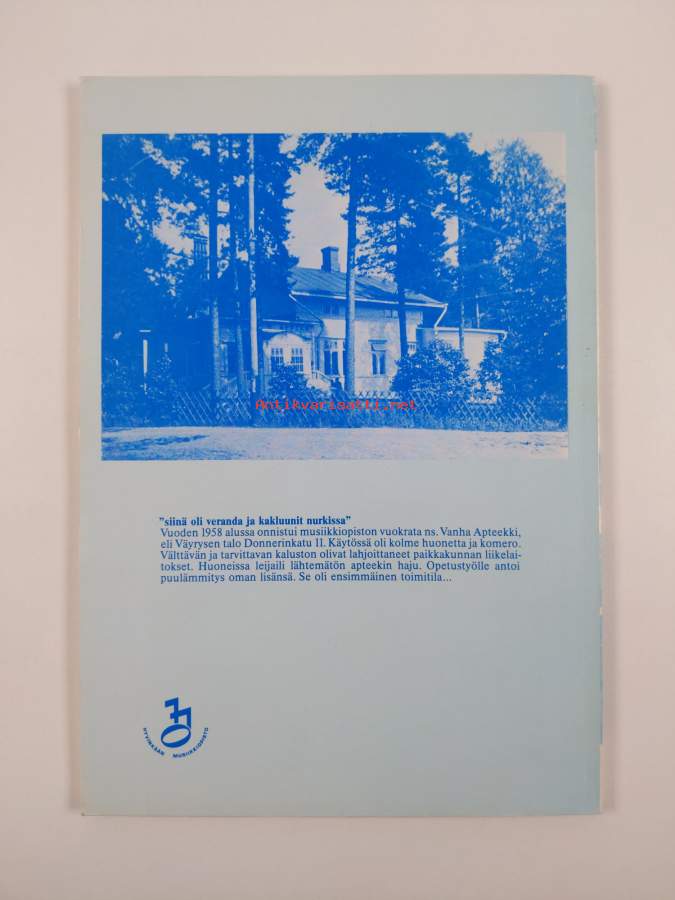 Antikvariaatti.net
"siinä oli veranda ja kakluunit nurkissa"
Vuoden 1958 alussa onnistui musiikkiopiston vuokrata ns. Vanha Apteekki,
eli Väyrysen talo Donnerinkatu 11. Käytössä oli kolme huonetta ja komero.
Välttävän ja tarvittavan kaluston olivat lahjoittaneet paikkakunnan liikelai-
tokset. Huoneissa leijaili lähtemätön apteekin haju. Opetustyölle antoi
puulämmitys oman lisänsä. Se oli ensimmäinen toimitila...
HYVINKÄÄN MUSIIKKIOPISTO